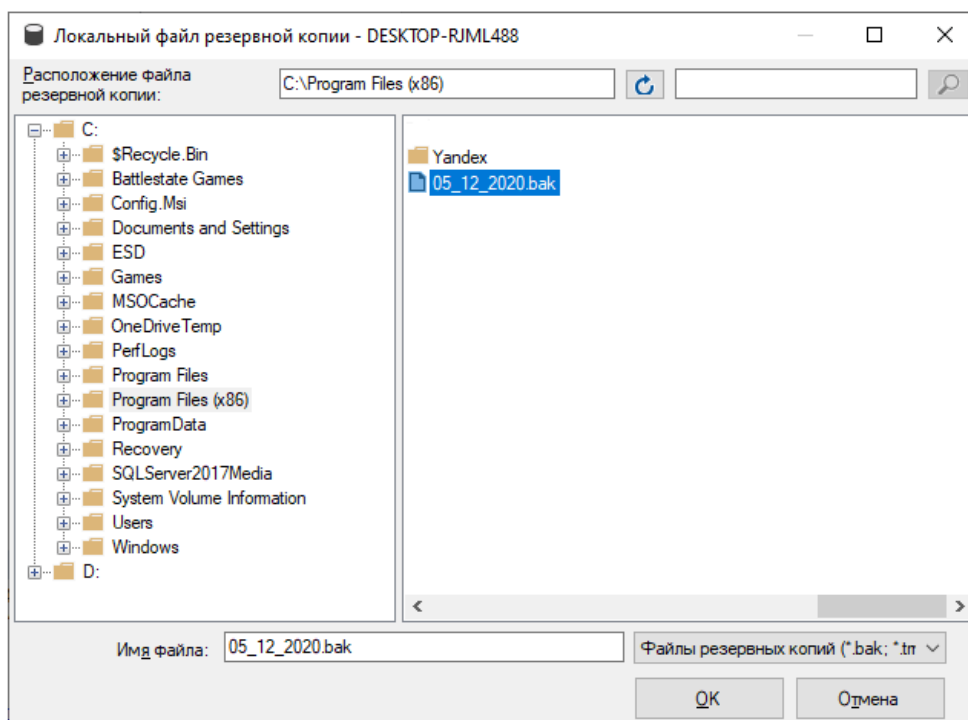 Локальный файл резервной копии - DESKTOP-RJML488
Расположение файла
резервной копии:
C:\Program Files (x86)
C:
$Recycle.Bin
Battlestate Games
Config.Msi
Documents and Settings
ESD
Games
MSOCache
OneDriveTemp
PerfLogs
Program Files
Program Files (x86)
ProgramData
Recovery
SQLServer2017Media
System Volume Information
Users
Windows
D:
Yandex
05_12_2020.bak
Имя файла:
05_12_2020.bak
Файлы резервных копий (*.bak; *.tr
OK
Отмена